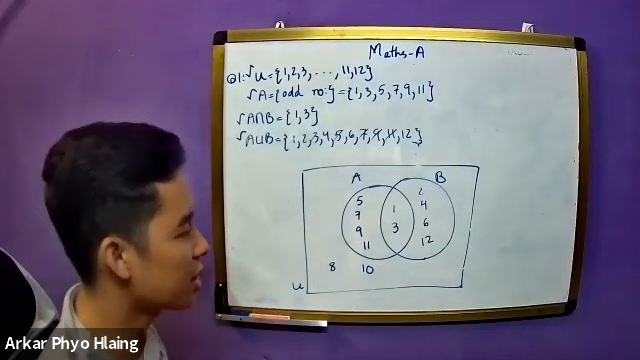 Maths-A
Q1. √ U = {1, 2, 3, ..., 11, 12}
√ A = {odd no:} = {1, 3, 5, 7, 9, 11}
√ A∩B = {1, 3}
√ A∪B = {1, 2, 3, 4, 5, 6, 7, 9, 11, 12}
A B
5 1 2
7 4
9 3 6
11 12
8 10
U
Arkar Phyo Hlaing